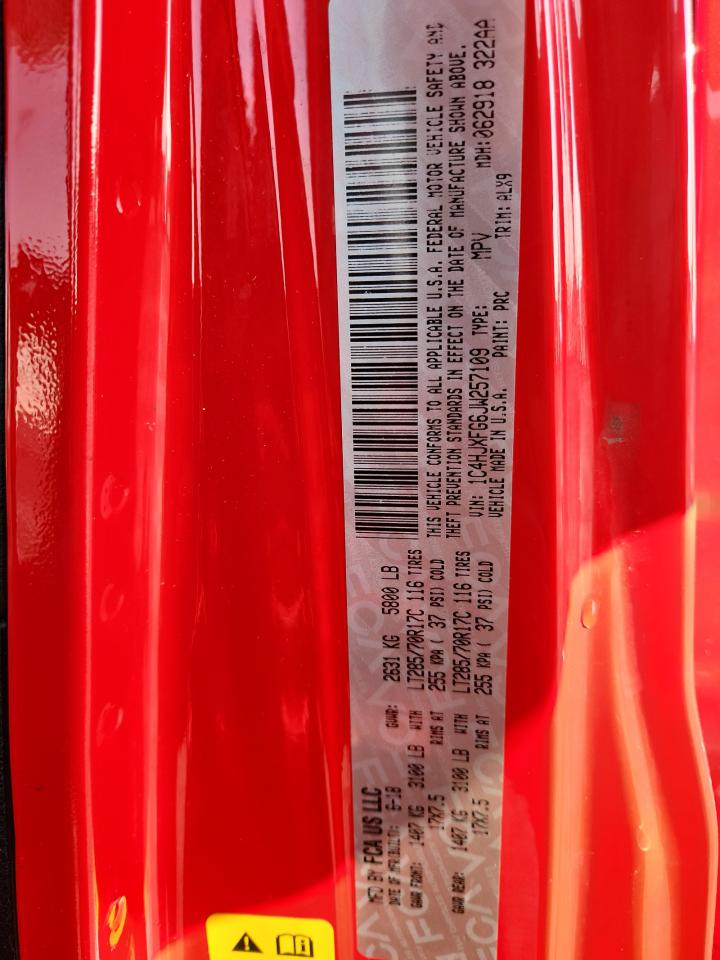 MFD BY FCA US LLC
DATE OF MFR/BUILT: 6-18 GVWR: 2631 KG 5800 LB
GAWR FRONT: 1407 KG 3100 LB WITH LT285/70R17C 116 TIRES
17X7.5 RIMS AT 255 KPA ( 37 PSI) COLD
GAWR REAR: 1407 KG 3100 LB WITH LT285/70R17C 116 TIRES
17X7.5 RIMS AT 255 KPA ( 37 PSI) COLD
THIS VEHICLE CONFORMS TO ALL APPLICABLE U.S.A. FEDERAL MOTOR VEHICLE SAFETY AND
THEFT PREVENTION STANDARDS IN EFFECT ON THE DATE OF MANUFACTURE SHOWN ABOVE.
VIN: 1C4HJXFG6JW257109 TYPE: MPV MDH: 062918 322AA
VEHICLE MADE IN U.S.A. PAINT: PRC TRIM: ALX9